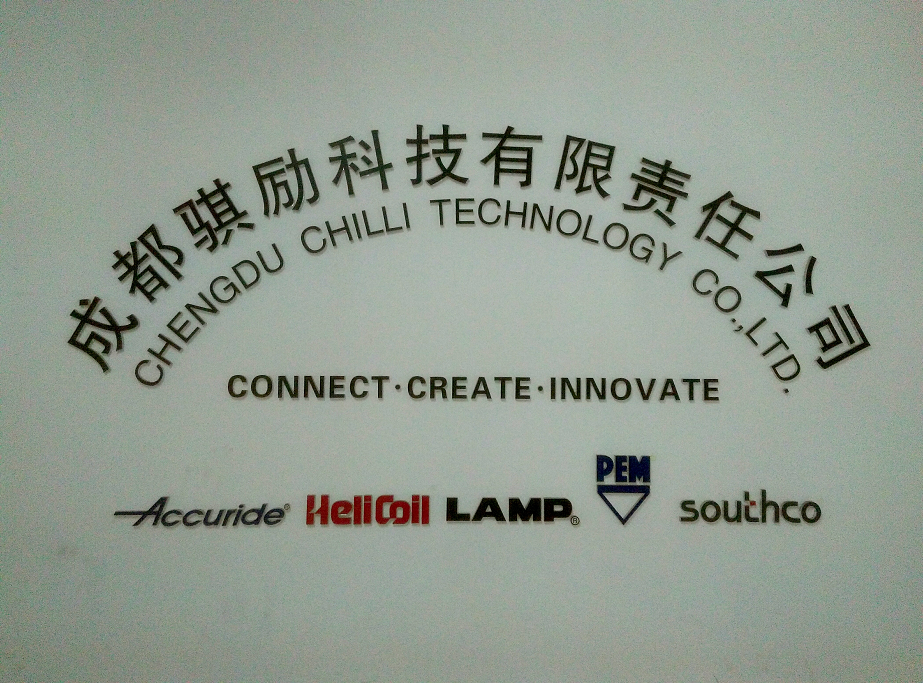 成都骐励科技有限责任公司
CHENGDU CHILLI TECHNOLOGY CO.,LTD.
CONNECT·CREATE·INNOVATE
Accuride® HeliCoil LAMP® PEM southco